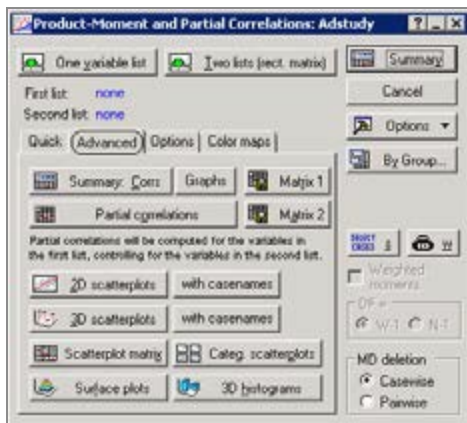 Product-Moment and Partial Correlations: Adstudy
One variable list
Two lists (rect. matrix)
First list: none
Second list: none
Quick
Advanced
Options
Color maps
Summary: Corrs
Graphs
Matrix 1
Partial correlations
Matrix 2
Partial correlations will be computed for the variables in
the first list, controlling for the variables in the second list.
2D scatterplots
with casenames
3D scatterplots
with casenames
Scatterplot matrix
Categ. scatterplots
Surface plots
3D histograms
Summary
Cancel
Options
By Group...
SELECT CASES S
W
Weighted
moments
DF =
W-1
N-1
MD deletion
Casewise
Pairwise